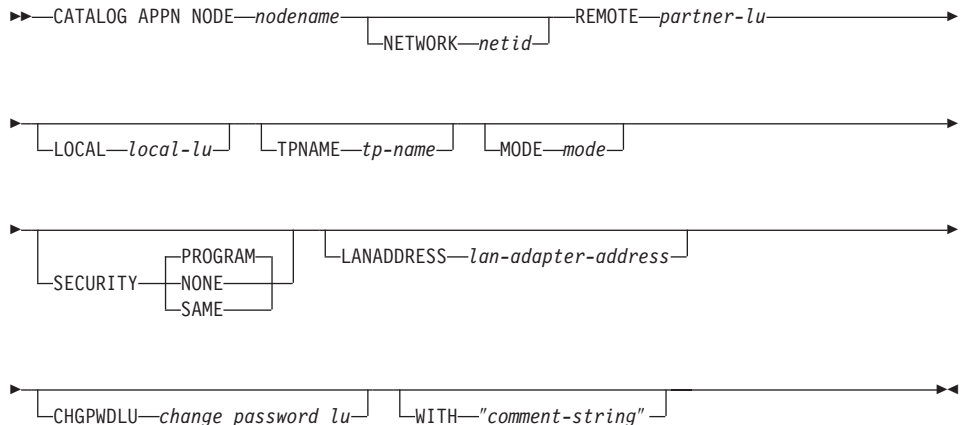 CATALOG APPN NODE nodename REMOTE partner-lu
NETWORK netid
LOCAL local-lu TPNAME tp-name MODE mode
PROGRAM LANADDRESS lan-adapter-address
SECURITY NONE
SAME
CHGPWDLU change password lu WITH "comment-string"